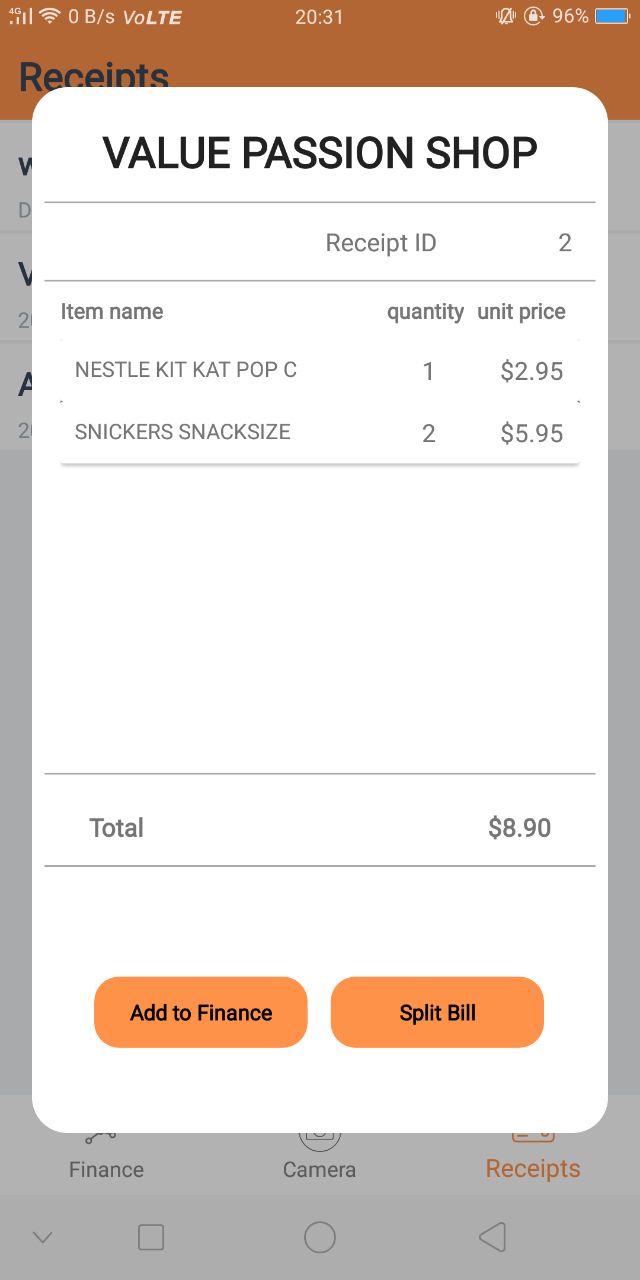 4G 0 B/s VoLTE 20:31 96%
Receipts
VALUE PASSION SHOP
Receipt ID 2
Item name quantity unit price
NESTLE KIT KAT POP C 1 $2.95
SNICKERS SNACKSIZE 2 $5.95
Total $8.90
Add to Finance Split Bill
Finance Camera Receipts